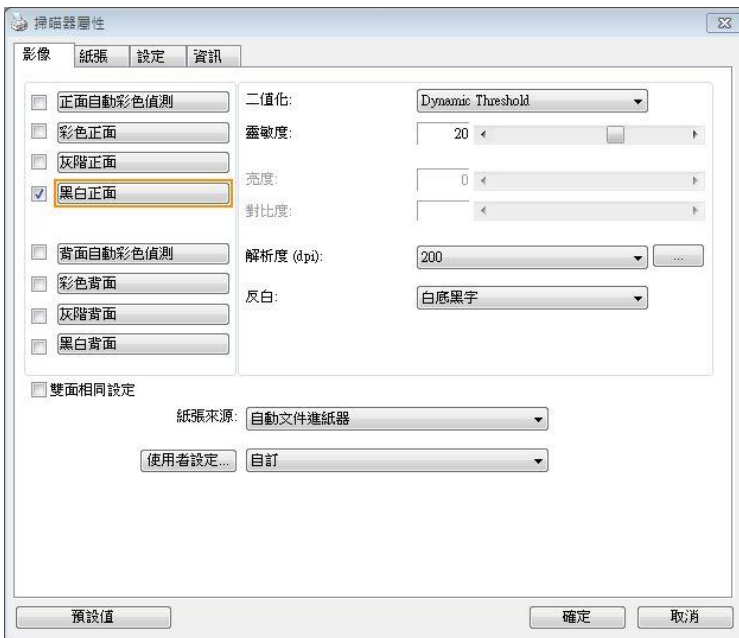 掃瞄器屬性
影像 紙張 設定 資訊
正面自動彩色偵測
彩色正面
灰階正面
黑白正面
背面自動彩色偵測
彩色背面
灰階背面
黑白背面
二值化: Dynamic Threshold
靈敏度: 20
亮度: 0
對比度:
解析度 (dpi): 200 ...
反白: 白底黑字
雙面相同設定
紙張來源: 自動文件進紙器
使用者設定... 自訂
預設值 確定 取消